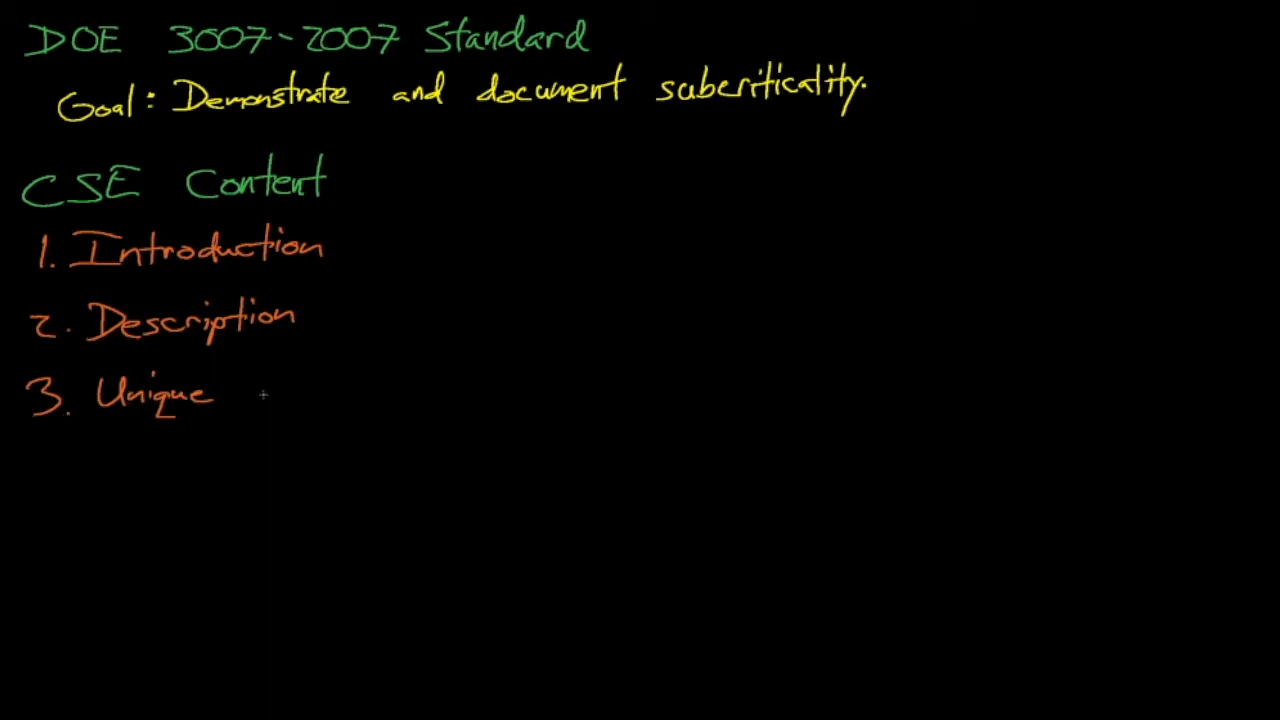 DOE 3007-2007 Standard
Goal: Demonstrate and document subcriticality.
CSE Content
1. Introduction
2. Description
3. Unique